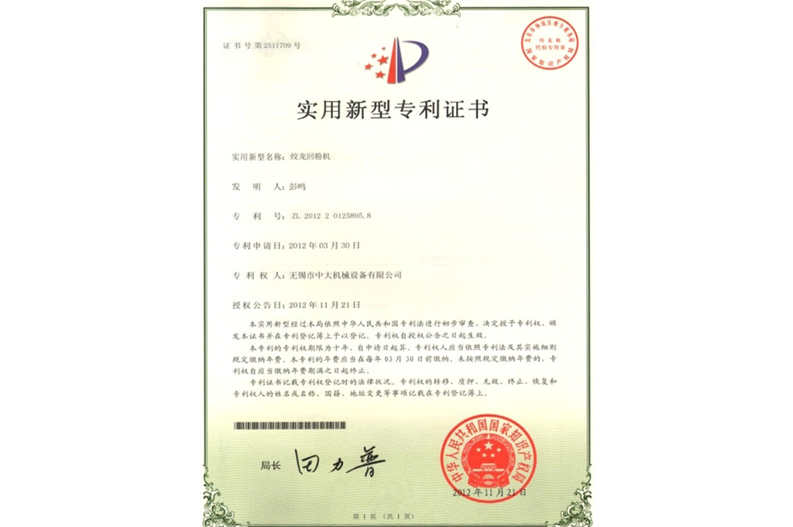 证书号第2511709号
实用新型专利证书
实用新型名称：绞龙回粉机
发 明 人：彭鸣
专 利 号：ZL 2012 2 0125895.8
专利申请日：2012年03月30日
专 利 权 人：无锡市中大机械设备有限公司
授权公告日：2012年11月21日
本实用新型经过本局依照中华人民共和国专利法进行初步审查，决定授予专利权，颁
发本证书并在专利登记簿上予以登记。专利权自授权公告之日起生效。
本专利的专利权期限为十年，自申请日起算。专利权人应当依照专利法及其实施细则
规定缴纳年费。本专利的年费应当在每年03月30日前缴纳。未按照规定缴纳年费的，专
利权自应当缴纳年费期满之日起终止。
专利证书记载专利权登记时的法律状况。专利权的转移、质押、无效、终止、恢复和
专利权人的姓名或名称、国籍、地址变更等事项记载在专利登记簿上。
局长 田力普
中华人民共和国国家知识产权局
2012年11月21日
第1页（共1页）